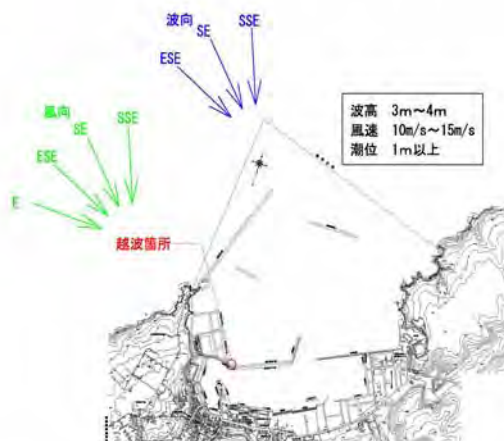 波向
SE
SSE
ESE
風向
SE
SSE
ESE
E
波高 3m～4m
風速 10m/s～15m/s
潮位 1m以上
越波箇所